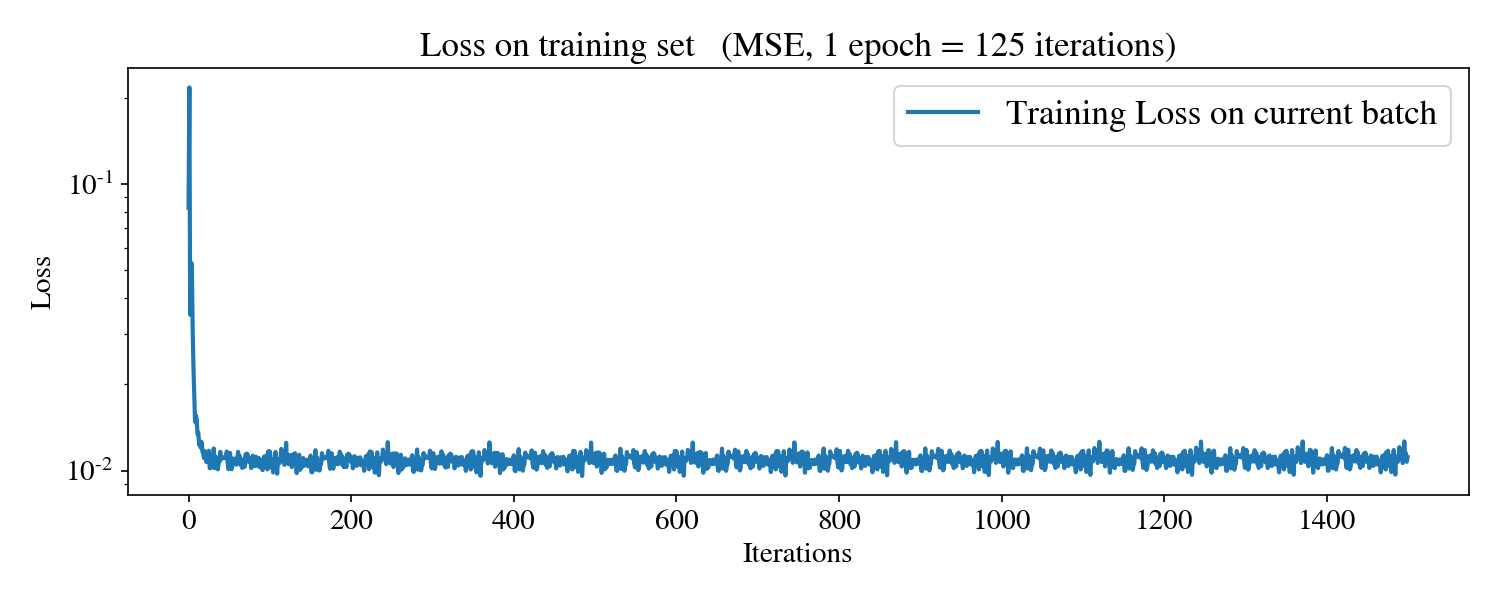 Loss on training set (MSE, 1 epoch = 125 iterations)
Training Loss on current batch
Loss
10⁻¹
10⁻²
0 200 400 600 800 1000 1200 1400
Iterations